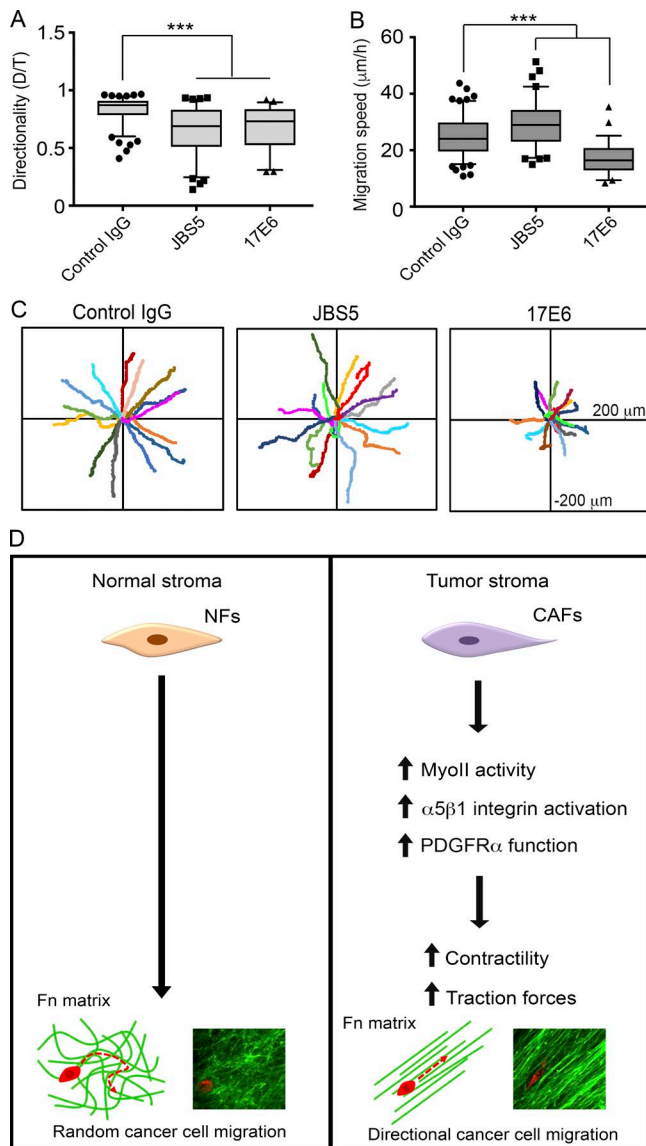 A
Directionality (D/T)
***
1
0.5
0
Control IgG
JBS5
17E6
B
Migration speed (μm/h)
***
60
40
20
0
Control IgG
JBS5
17E6
C
Control IgG
JBS5
17E6
200 μm
-200 μm
D
Normal stroma
NFs
Fn matrix
Random cancer cell migration
Tumor stroma
CAFs
MyoII activity
α5β1 integrin activation
PDGFRα function
Contractility
Traction forces
Fn matrix
Directional cancer cell migration